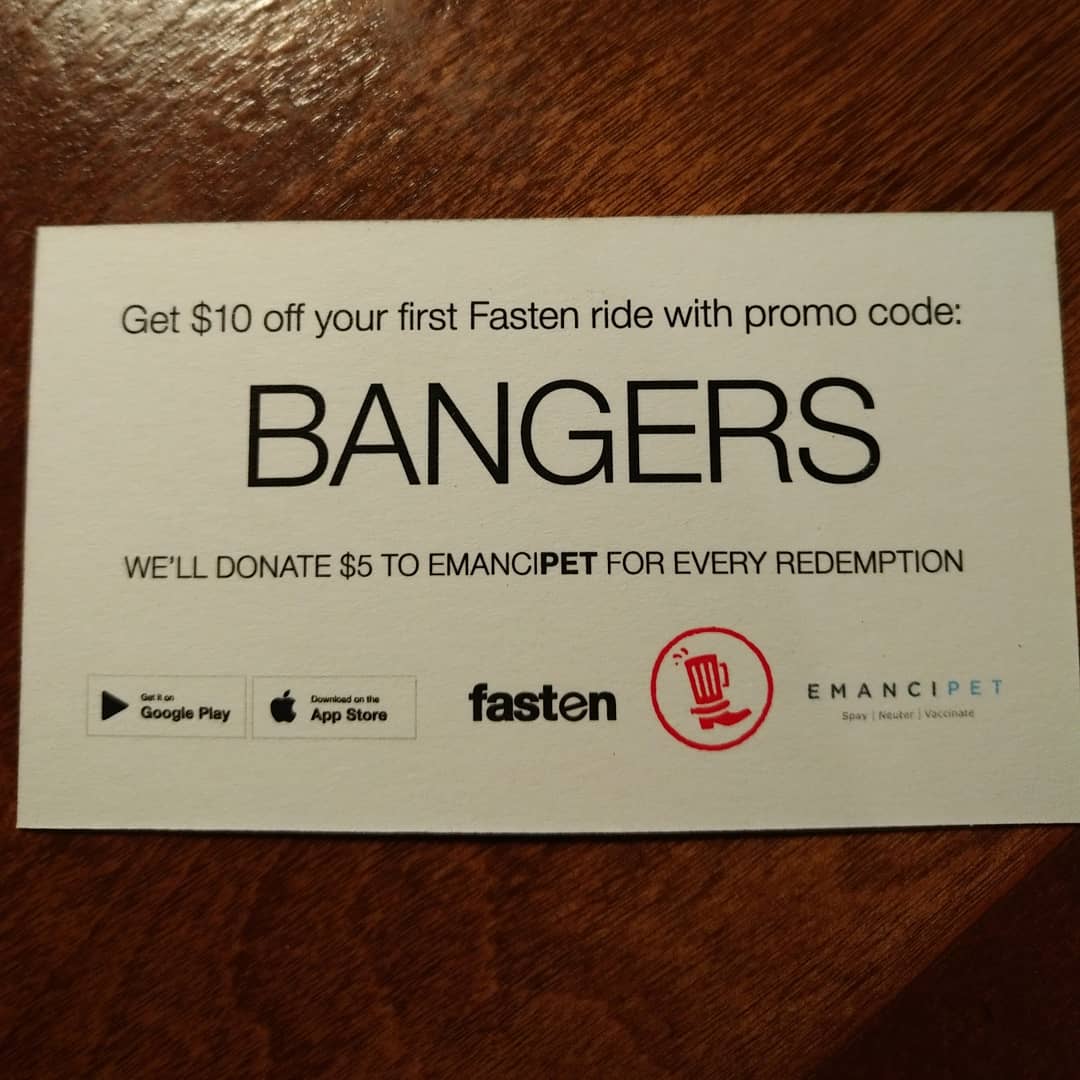 Get $10 off your first Fasten ride with promo code:
BANGERS
WE'LL DONATE $5 TO EMANCIPET FOR EVERY REDEMPTION
Get it on
Google Play
Download on the
App Store
fasten
EMANCIPET
Spay | Neuter | Vaccinate